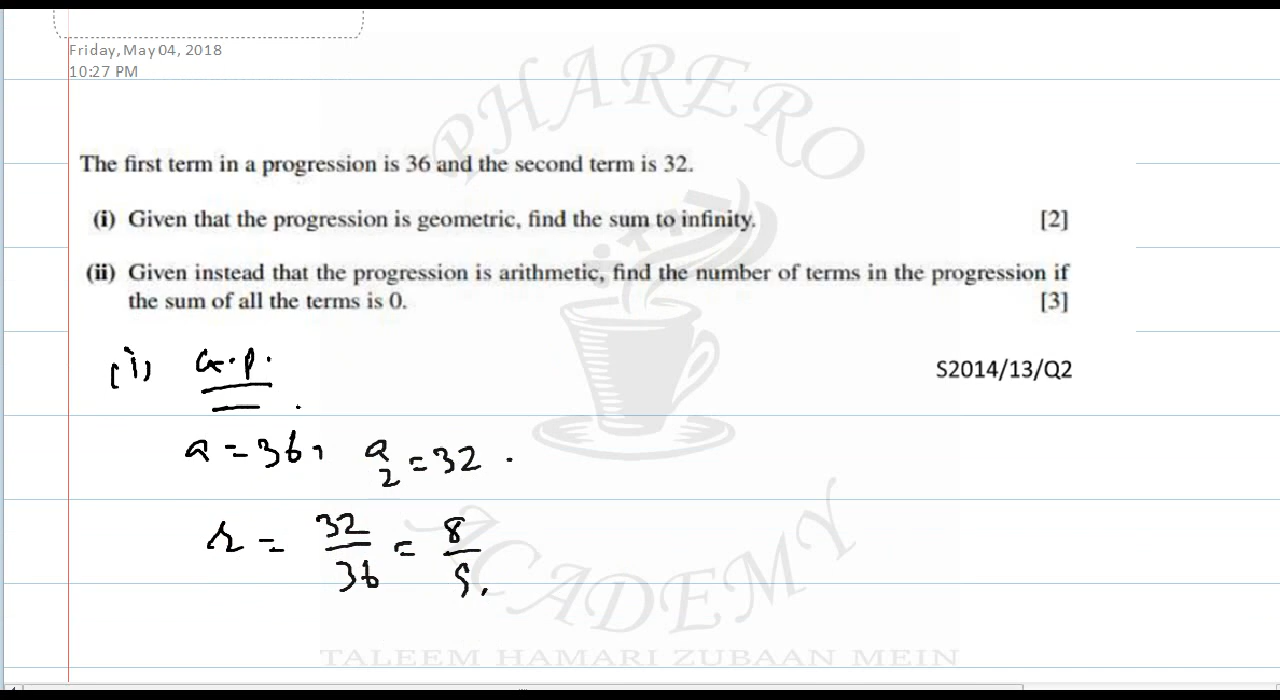 Friday, May 04, 2018
10:27 PM
PHARERO
The first term in a progression is 36 and the second term is 32.
(i) Given that the progression is geometric, find the sum to infinity. [2]
(ii) Given instead that the progression is arithmetic, find the number of terms in the progression if
the sum of all the terms is 0. [3]
(i) G.P.
S2014/13/Q2
a = 36, a2 = 32.
r = 32/36 = 8/9.
ACADEMY
TALEEM HAMARI ZUBAAN MEIN